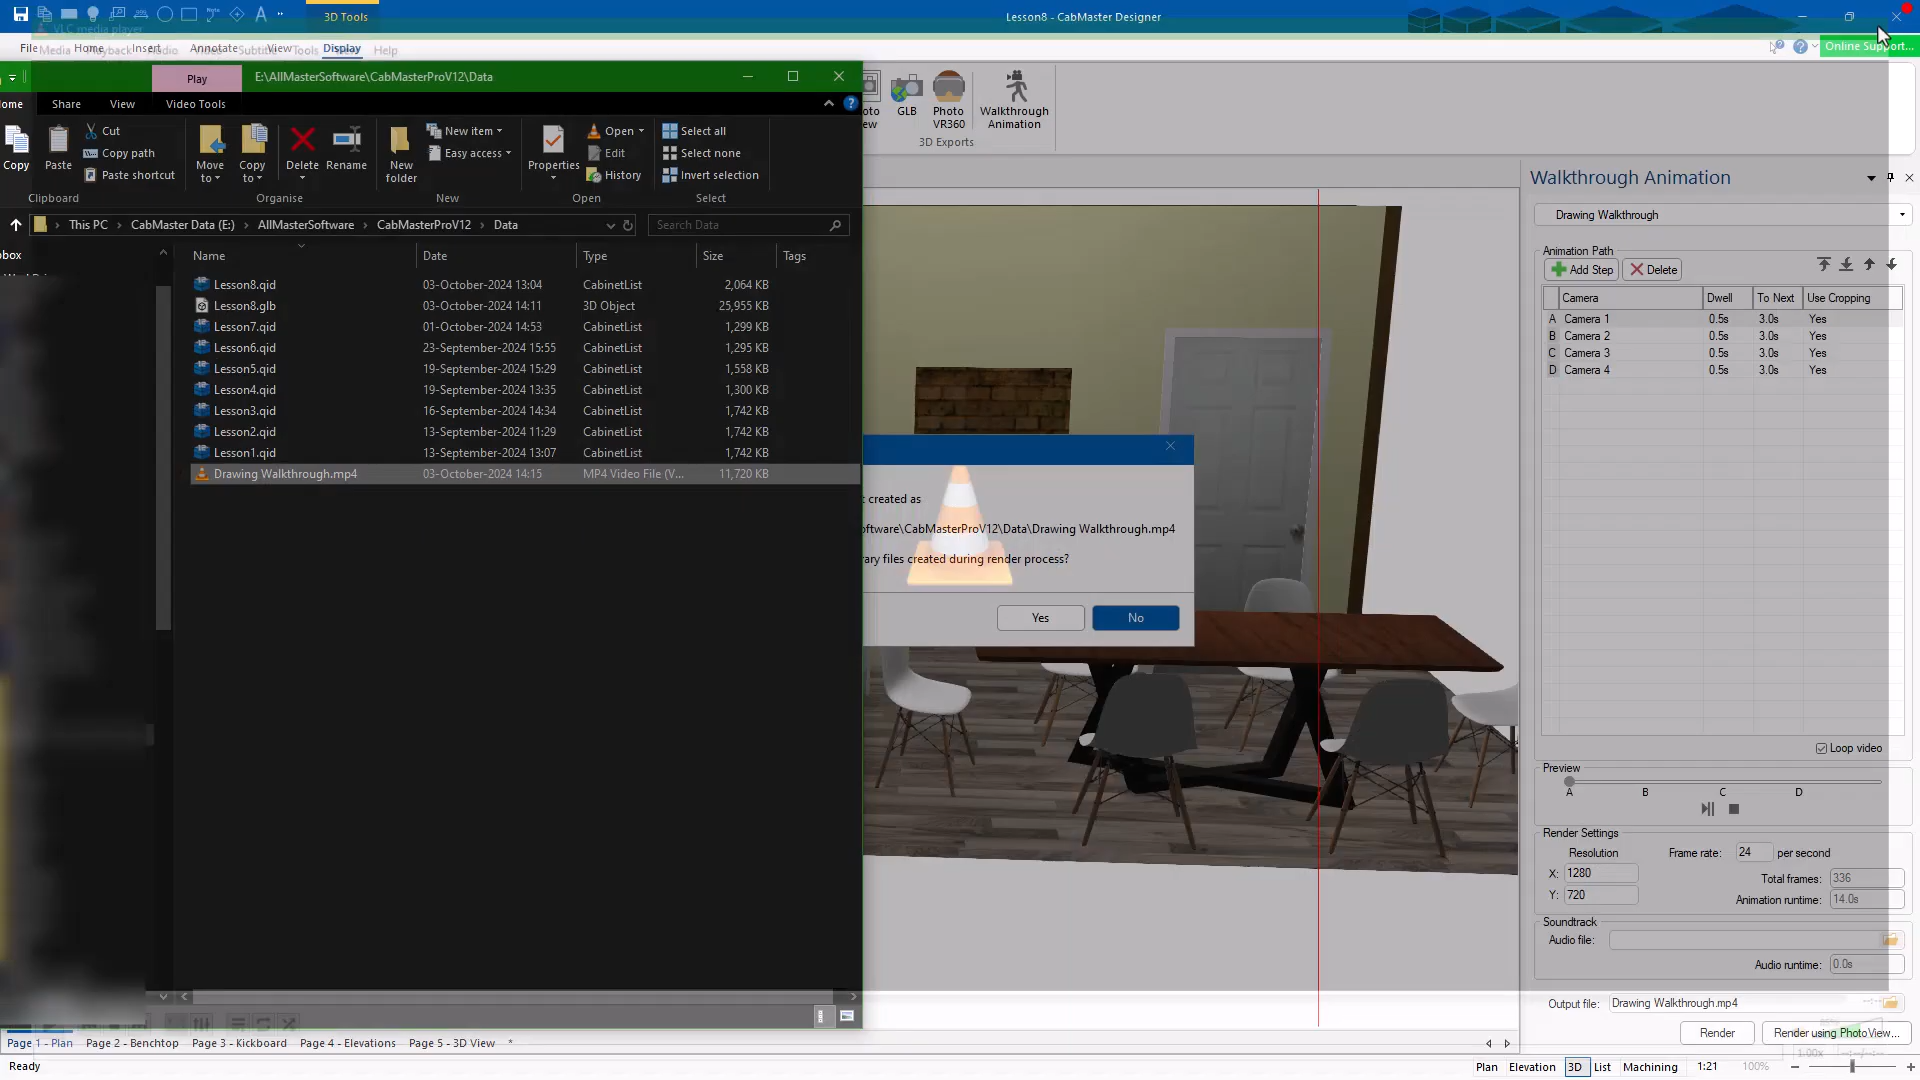 3D Tools
Lesson8 - CabMaster Designer
VLC media player
File Home Insert Annotate View Display Help
Media Playback Audio Video Subtitle Tools View Help
Online Support...
Play
E:\AllMasterSoftware\CabMasterProV12\Data
Home Share View Video Tools
Copy
Paste
Cut
Copy path
Paste shortcut
Clipboard
Move to
Copy to
Delete
Rename
Organise
New folder
New item
Easy access
New
Properties
Open
Edit
History
Open
Select all
Select none
Invert selection
Select
GLB
Photo VR360
Walkthrough Animation
3D Exports
This PC > CabMaster Data (E:) > AllMasterSoftware > CabMasterProV12 > Data
Search Data
Name Date Type Size Tags
Lesson8.qid 03-October-2024 13:04 CabinetList 2,064 KB
Lesson8.glb 03-October-2024 14:11 3D Object 25,955 KB
Lesson7.qid 01-October-2024 14:53 CabinetList 1,299 KB
Lesson6.qid 23-September-2024 15:55 CabinetList 1,295 KB
Lesson5.qid 19-September-2024 15:29 CabinetList 1,558 KB
Lesson4.qid 19-September-2024 13:35 CabinetList 1,300 KB
Lesson3.qid 16-September-2024 14:34 CabinetList 1,742 KB
Lesson2.qid 13-September-2024 11:29 CabinetList 1,742 KB
Lesson1.qid 13-September-2024 13:07 CabinetList 1,742 KB
Drawing Walkthrough.mp4 03-October-2024 14:15 MP4 Video File (V... 11,720 KB
created as
oftware\CabMasterProV12\Data\Drawing Walkthrough.mp4
files created during render process?
Yes No
Walkthrough Animation
Drawing Walkthrough
Animation Path
Add Step Delete
Camera Dwell To Next Use Cropping
A Camera 1 0.5s 3.0s Yes
B Camera 2 0.5s 3.0s Yes
C Camera 3 0.5s 3.0s Yes
D Camera 4 0.5s 3.0s Yes
Loop video
Preview
A B C D
Render Settings
Resolution
Frame rate: 24 per second
X: 1280
Total frames: 336
Y: 720
Animation runtime: 14.0s
Soundtrack
Audio file:
Audio runtime: 0.0s
Output file: Drawing Walkthrough.mp4
Render Render using PhotoView...
Page 1 - Plan Page 2 - Benchtop Page 3 - Kickboard Page 4 - Elevations Page 5 - 3D View *
1.00x --:--/--:--
Ready
Plan Elevation 3D List Machining 1:21 100%